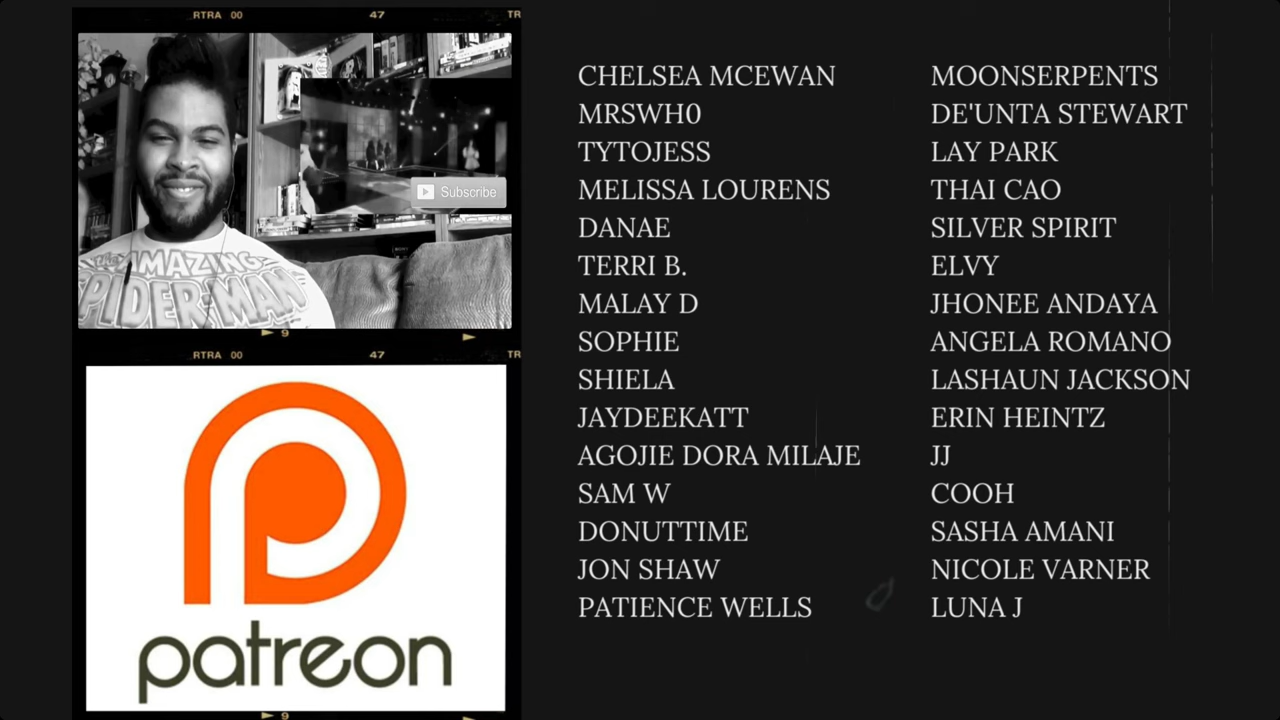 RTRA 00 47 TR
Subscribe
THE AMAZING
SPIDER-MAN
9
RTRA 00 47 TR
patreon
9
CHELSEA MCEWAN
MRSWH0
TYTOJESS
MELISSA LOURENS
DANAE
TERRI B.
MALAY D
SOPHIE
SHIELA
JAYDEEKATT
AGOJIE DORA MILAJE
SAM W
DONUTTIME
JON SHAW
PATIENCE WELLS
MOONSERPENTS
DE'UNTA STEWART
LAY PARK
THAI CAO
SILVER SPIRIT
ELVY
JHONEE ANDAYA
ANGELA ROMANO
LASHAUN JACKSON
ERIN HEINTZ
JJ
COOH
SASHA AMANI
NICOLE VARNER
LUNA J